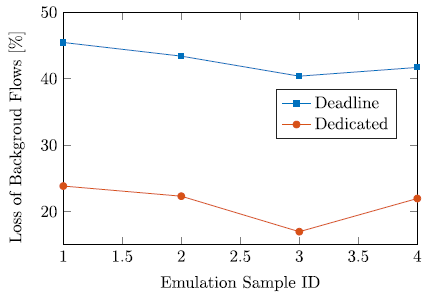 50
40
30
20
1
1.5
2
2.5
3
3.5
4
Loss of Backgroud Flows [%]
Emulation Sample ID
Deadline
Dedicated